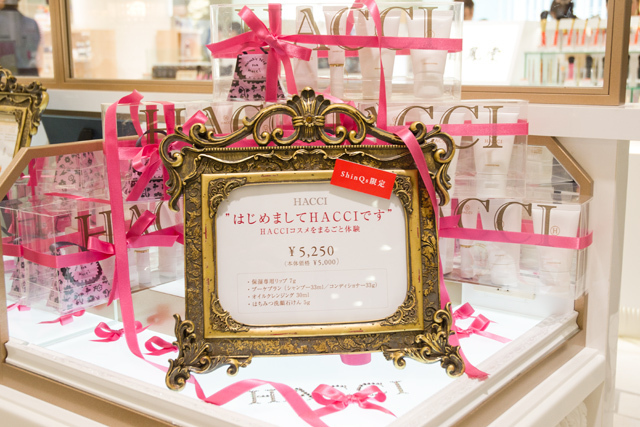 HACCI
HACCI
HACCI
HACCI
HACCI
ShinQs限定
HACCI
"はじめましてHACCIです"
HACCIコスメをまるごと体験
¥5,250
(本体価格 ¥5,000)
・保湿専用リップ 7g
・ブーケブラン (シャンプー33ml/コンディショナー33g)
・オイルクレンジング 30ml
・はちみつ洗顔石けん 5g
HACCI